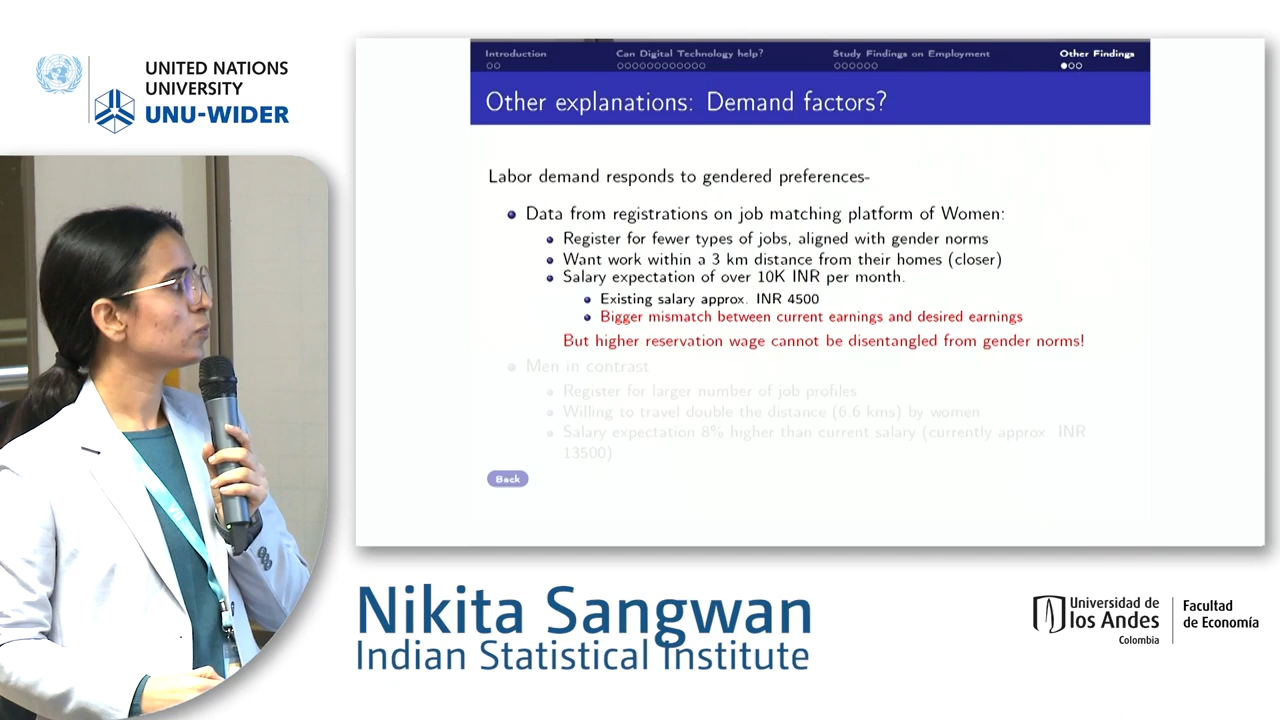 UNITED NATIONS
UNIVERSITY
UNU-WIDER
Introduction
Can Digital Technology help?
Study Findings on Employment
Other Findings
Other explanations: Demand factors?
Labor demand responds to gendered preferences-
Data from registrations on job matching platform of Women:
Register for fewer types of jobs, aligned with gender norms
Want work within a 3 km distance from their homes (closer)
Salary expectation of over 10K INR per month.
Existing salary approx. INR 4500
Bigger mismatch between current earnings and desired earnings
But higher reservation wage cannot be disentangled from gender norms!
Men in contrast
Register for larger number of job profiles
Willing to travel double the distance (6.6 kms) by women
Salary expectation 8% higher than current salary (currently approx. INR
13500)
Back
Nikita Sangwan
Indian Statistical Institute
Universidad de
los Andes
Colombia
Facultad
de Economía